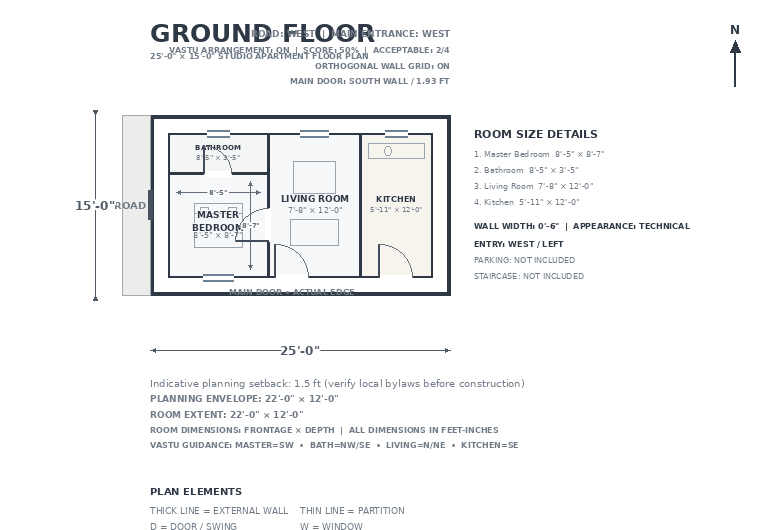 GROUND FLOOR
ROAD: WEST | MAIN ENTRANCE: WEST
VASTU ARRANGEMENT: ON | SCORE: 50% | ACCEPTABLE: 2/4
25'-0" × 15'-0" STUDIO APARTMENT FLOOR PLAN
ORTHOGONAL WALL GRID: ON
MAIN DOOR: SOUTH WALL / 1.93 FT
N
BATHROOM
8'-5" × 3'-5"
8'-5"
MASTER
BEDROOM
8'-5" × 8'-7"
8'-7"
LIVING ROOM
7'-8" × 12'-0"
KITCHEN
5'-11" × 12'-0"
15'-0"
ROAD
MAIN DOOR • ACTUAL EDGE
25'-0"
ROOM SIZE DETAILS
1. Master Bedroom 8'-5" × 8'-7"
2. Bathroom 8'-5" × 3'-5"
3. Living Room 7'-8" × 12'-0"
4. Kitchen 5'-11" × 12'-0"
WALL WIDTH: 0'-6" | APPEARANCE: TECHNICAL
ENTRY: WEST / LEFT
PARKING: NOT INCLUDED
STAIRCASE: NOT INCLUDED
Indicative planning setback: 1.5 ft (verify local bylaws before construction)
PLANNING ENVELOPE: 22'-0" × 12'-0"
ROOM EXTENT: 22'-0" × 12'-0"
ROOM DIMENSIONS: FRONTAGE × DEPTH | ALL DIMENSIONS IN FEET-INCHES
VASTU GUIDANCE: MASTER=SW • BATH=NW/SE • LIVING=N/NE • KITCHEN=SE
PLAN ELEMENTS
THICK LINE = EXTERNAL WALL THIN LINE = PARTITION
D = DOOR / SWING W = WINDOW